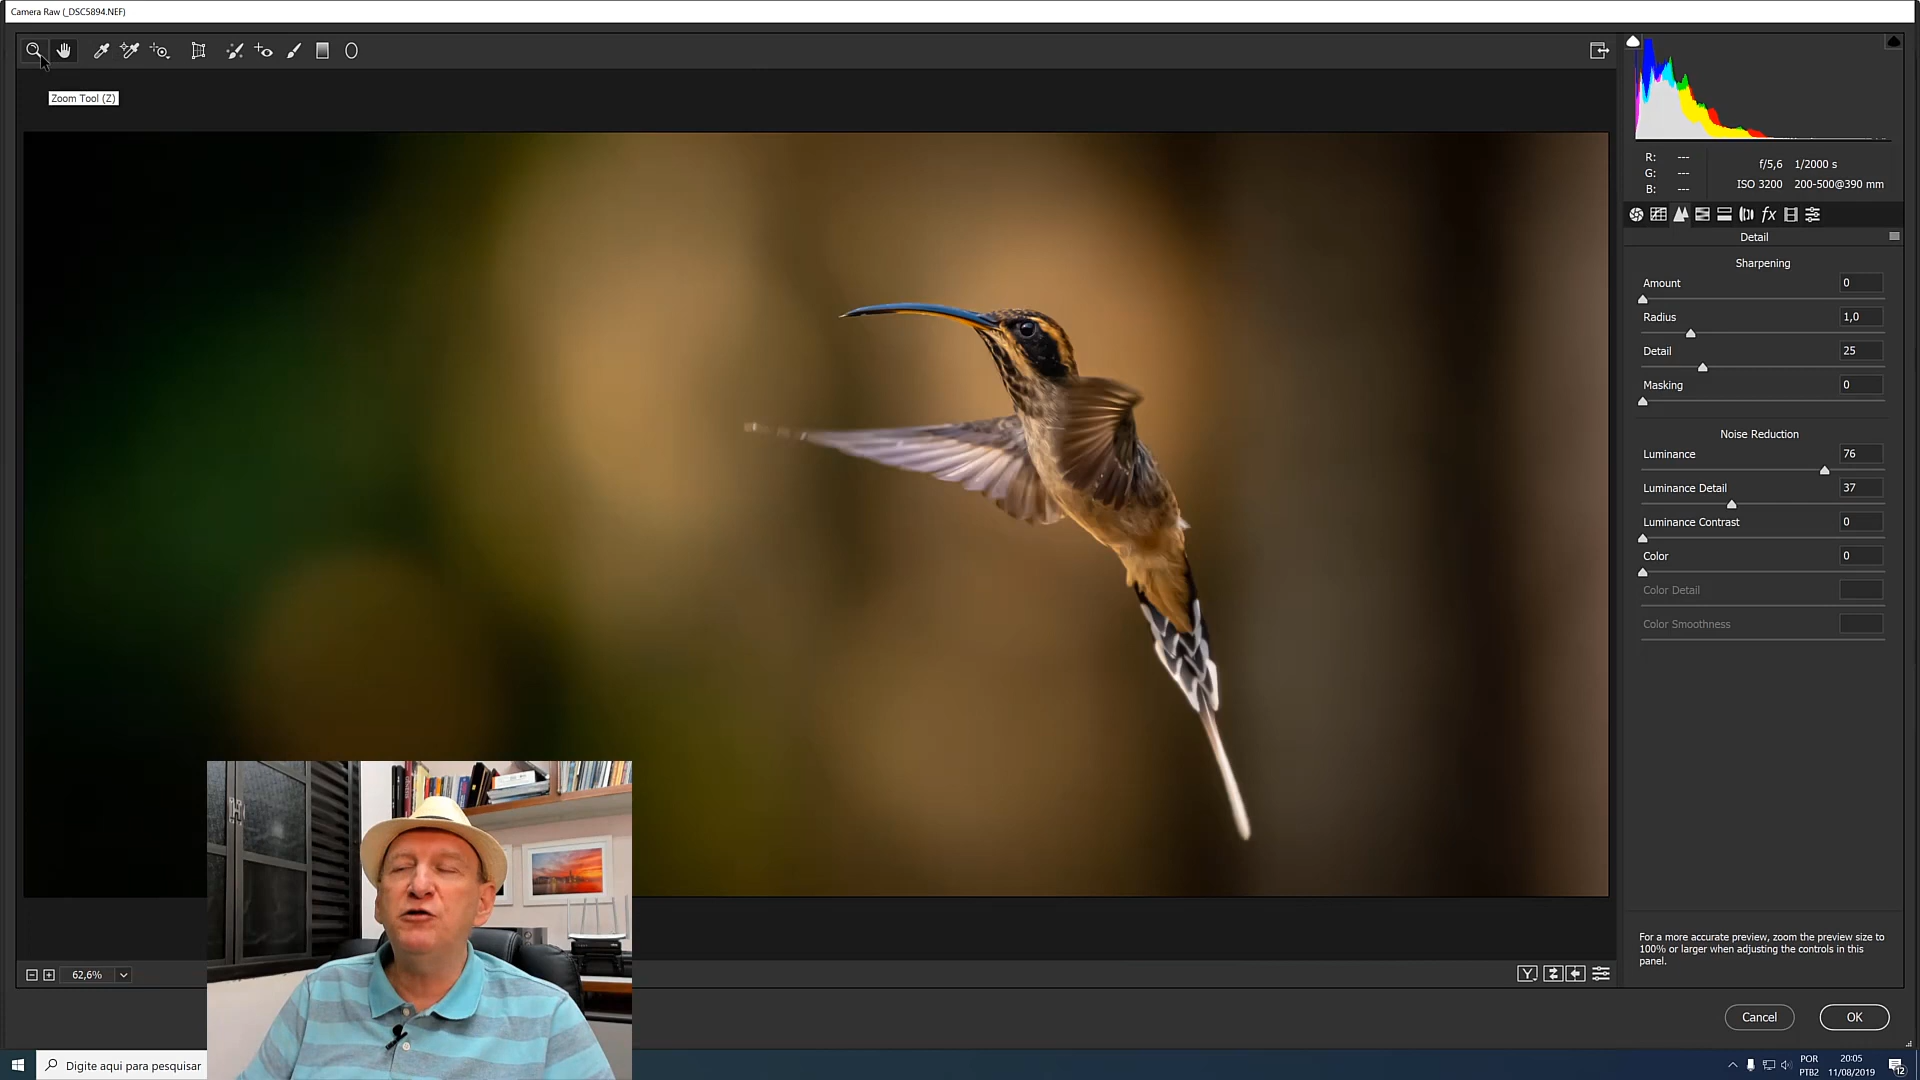 Camera Raw (_DSC5894.NEF)
Zoom Tool (Z)
R: ---
G: ---
B: ---
f/5,6 1/2000 s
ISO 3200 200-500@390 mm
fx
Detail
Sharpening
Amount 0
Radius 1,0
Detail 25
Masking 0
Noise Reduction
Luminance 76
Luminance Detail 37
Luminance Contrast 0
Color 0
Color Detail
Color Smoothness
For a more accurate preview, zoom the preview size to
100% or larger when adjusting the controls in this
panel.
62,6%
Y
Cancel OK
Digite aqui para pesquisar
POR
PTB2
20:05
11/08/2019
12